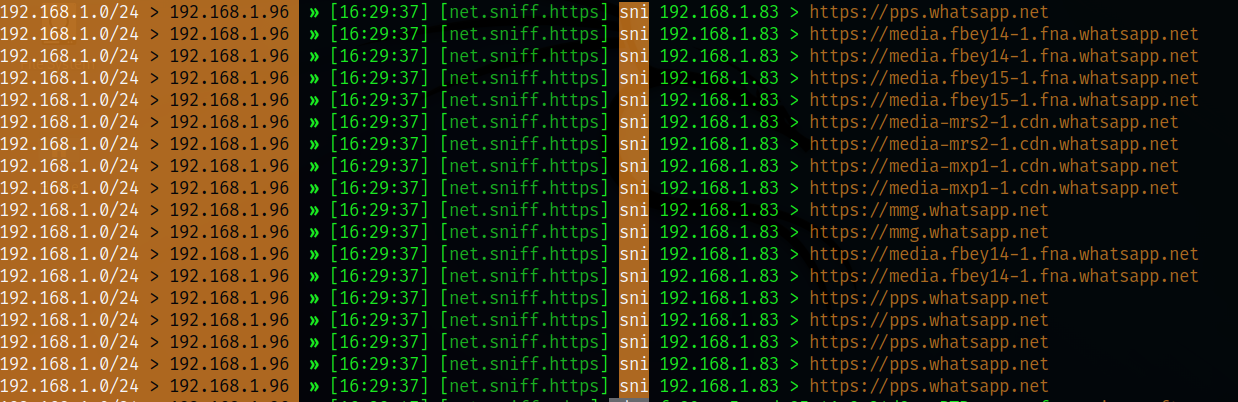 192.168.1.0/24 > 192.168.1.96 » [16:29:37] [net.sniff.https] sni 192.168.1.83 > https://pps.whatsapp.net
192.168.1.0/24 > 192.168.1.96 » [16:29:37] [net.sniff.https] sni 192.168.1.83 > https://media.fbey14-1.fna.whatsapp.net
192.168.1.0/24 > 192.168.1.96 » [16:29:37] [net.sniff.https] sni 192.168.1.83 > https://media.fbey14-1.fna.whatsapp.net
192.168.1.0/24 > 192.168.1.96 » [16:29:37] [net.sniff.https] sni 192.168.1.83 > https://media.fbey15-1.fna.whatsapp.net
192.168.1.0/24 > 192.168.1.96 » [16:29:37] [net.sniff.https] sni 192.168.1.83 > https://media.fbey15-1.fna.whatsapp.net
192.168.1.0/24 > 192.168.1.96 » [16:29:37] [net.sniff.https] sni 192.168.1.83 > https://media-mrs2-1.cdn.whatsapp.net
192.168.1.0/24 > 192.168.1.96 » [16:29:37] [net.sniff.https] sni 192.168.1.83 > https://media-mrs2-1.cdn.whatsapp.net
192.168.1.0/24 > 192.168.1.96 » [16:29:37] [net.sniff.https] sni 192.168.1.83 > https://media-mxp1-1.cdn.whatsapp.net
192.168.1.0/24 > 192.168.1.96 » [16:29:37] [net.sniff.https] sni 192.168.1.83 > https://media-mxp1-1.cdn.whatsapp.net
192.168.1.0/24 > 192.168.1.96 » [16:29:37] [net.sniff.https] sni 192.168.1.83 > https://mmg.whatsapp.net
192.168.1.0/24 > 192.168.1.96 » [16:29:37] [net.sniff.https] sni 192.168.1.83 > https://mmg.whatsapp.net
192.168.1.0/24 > 192.168.1.96 » [16:29:37] [net.sniff.https] sni 192.168.1.83 > https://media.fbey14-1.fna.whatsapp.net
192.168.1.0/24 > 192.168.1.96 » [16:29:37] [net.sniff.https] sni 192.168.1.83 > https://media.fbey14-1.fna.whatsapp.net
192.168.1.0/24 > 192.168.1.96 » [16:29:37] [net.sniff.https] sni 192.168.1.83 > https://pps.whatsapp.net
192.168.1.0/24 > 192.168.1.96 » [16:29:37] [net.sniff.https] sni 192.168.1.83 > https://pps.whatsapp.net
192.168.1.0/24 > 192.168.1.96 » [16:29:37] [net.sniff.https] sni 192.168.1.83 > https://pps.whatsapp.net
192.168.1.0/24 > 192.168.1.96 » [16:29:37] [net.sniff.https] sni 192.168.1.83 > https://pps.whatsapp.net
192.168.1.0/24 > 192.168.1.96 » [16:29:37] [net.sniff.https] sni 192.168.1.83 > https://pps.whatsapp.net